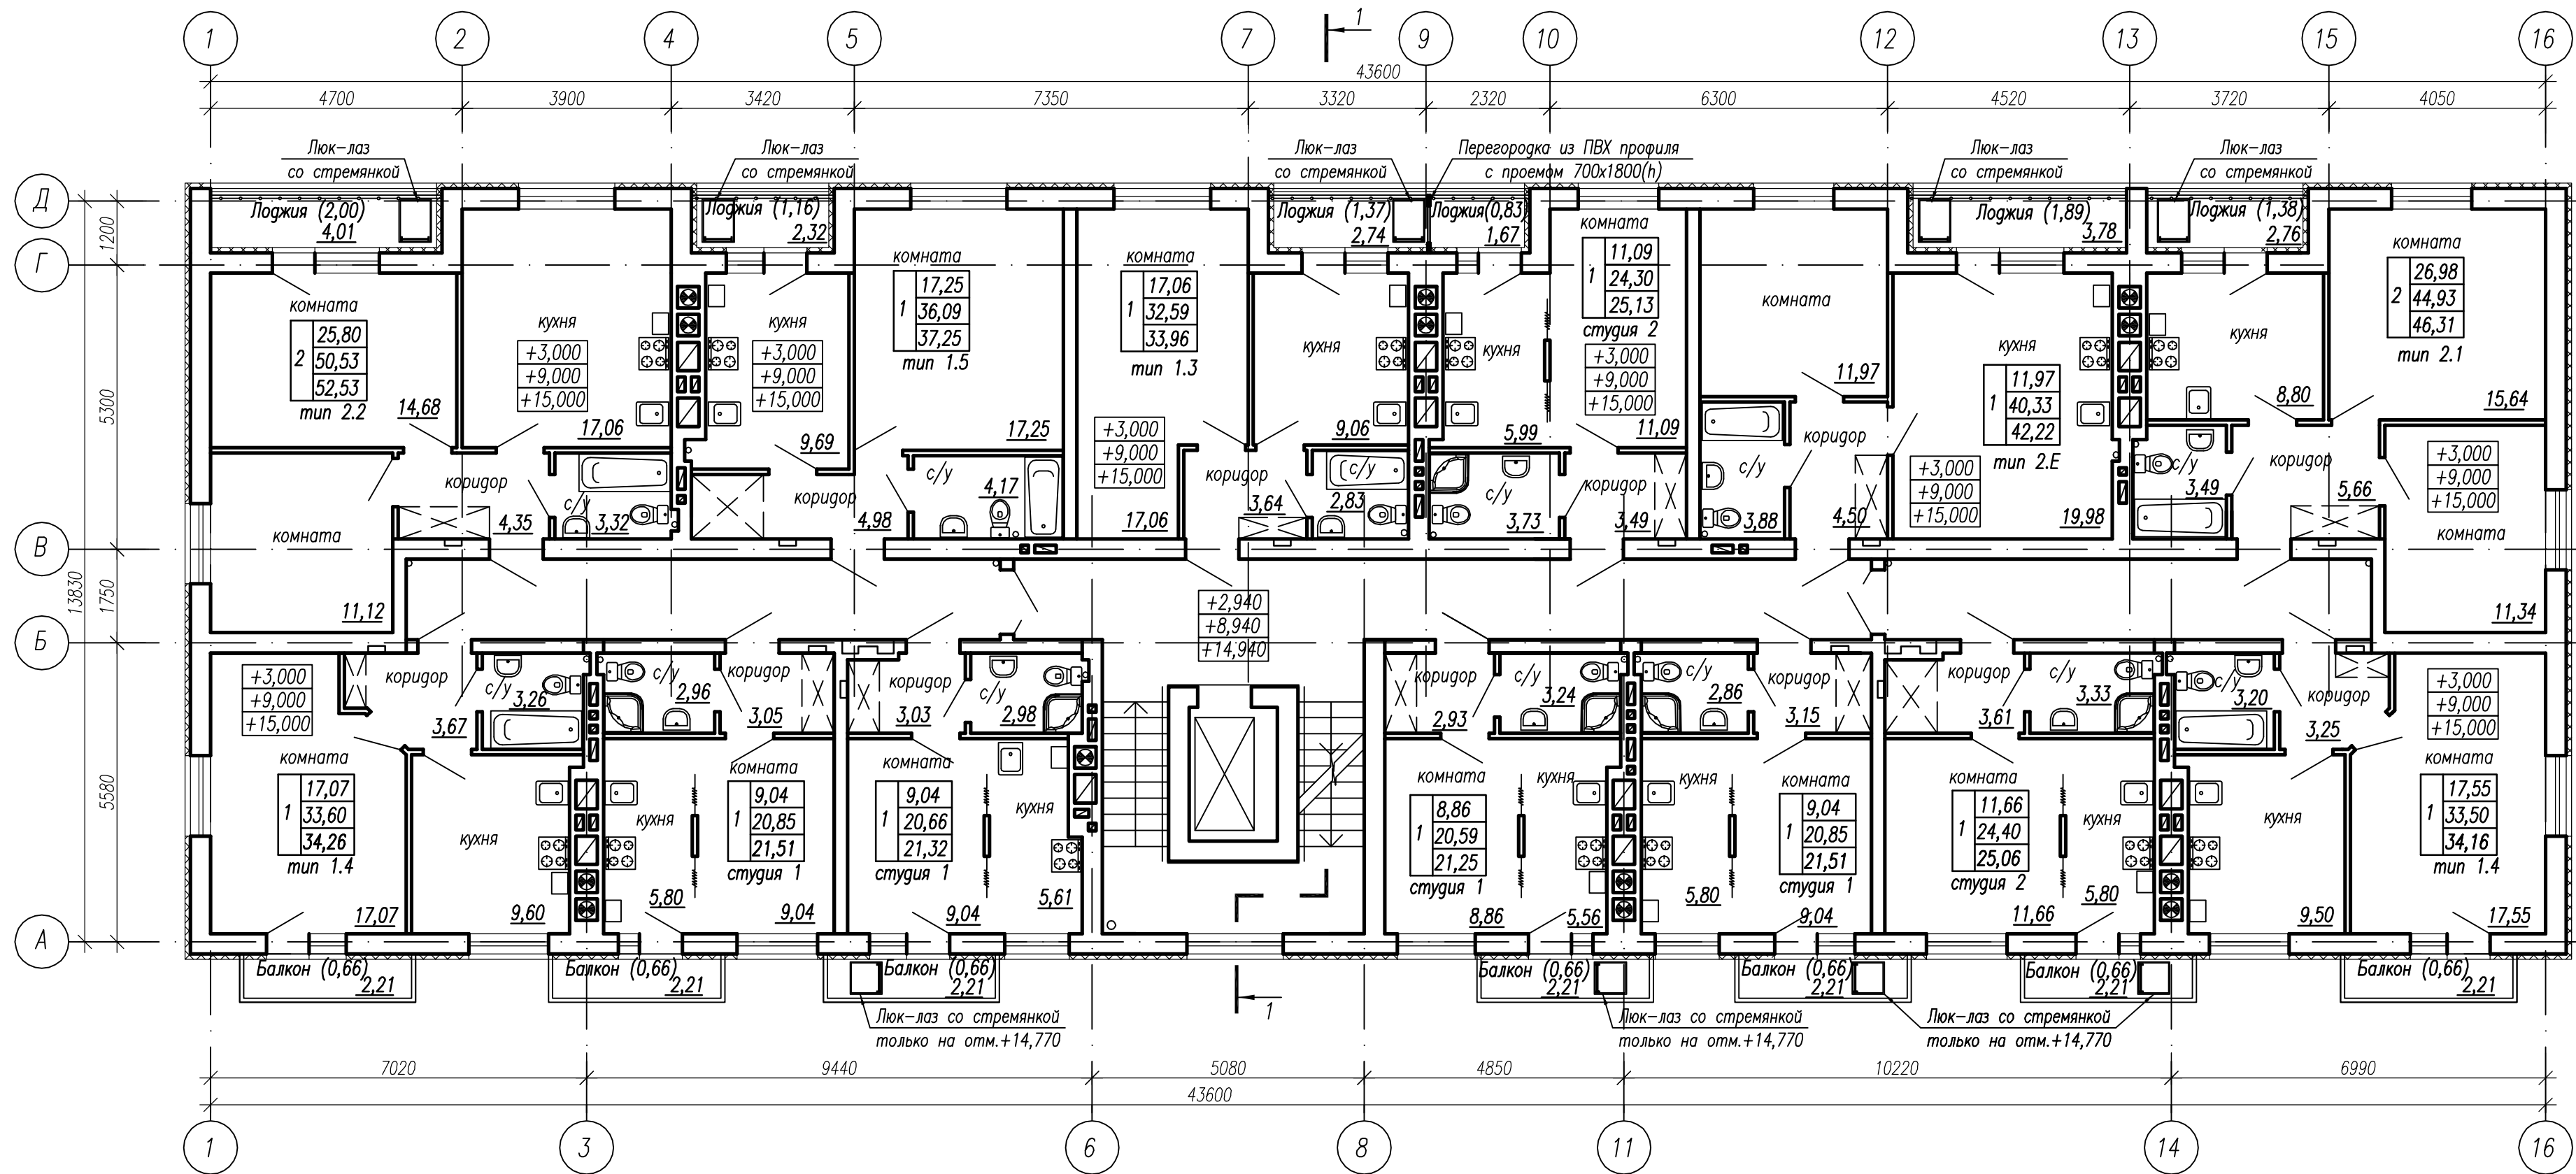 1 2 4 5 7 9 10 12 13 15 16
1
43600
4700 3900 3420 7350 3320 2320 6300 4520 3720 4050
Люк-лаз
со стремянкой
Люк-лаз
со стремянкой
Люк-лаз
со стремянкой
Перегородка из ПВХ профиля
с проемом 700х1800(h)
Люк-лаз
со стремянкой
Люк-лаз
со стремянкой
Д
Г
В
Б
А
1200
5300
1750
5580
13830
Лоджия (2,00)
4,01
комната
2
25,80
50,53
52,53
тип 2.2
14,68
кухня
+3,000
+9,000
+15,000
17,06
комната
11,12
коридор
4,35
с/у
3,32
Лоджия (1,16)
2,32
кухня
+3,000
+9,000
+15,000
9,69
комната
1
17,25
36,09
37,25
тип 1.5
17,25
коридор
4,98
с/у
4,17
комната
1
17,06
32,59
33,96
тип 1.3
+3,000
+9,000
+15,000
17,06
Лоджия (1,37)
2,74
кухня
9,06
коридор
3,64
с/у
2,83
Лоджия(0,83)
1,67
кухня
5,99
комната
1
11,09
24,30
25,13
студия 2
+3,000
+9,000
+15,000
11,09
с/у
3,73
коридор
3,49
комната
11,97
с/у
3,88
коридор
4,50
Лоджия (1,89)
3,78
кухня
1
11,97
40,33
42,22
тип 2.Е
+3,000
+9,000
+15,000
19,98
Лоджия (1,38)
2,76
кухня
8,80
с/у
3,49
коридор
5,66
комната
2
26,98
44,93
46,31
тип 2.1
15,64
+3,000
+9,000
+15,000
комната
11,34
+2,940
+8,940
+14,940
+3,000
+9,000
+15,000
комната
1
17,07
33,60
34,26
тип 1.4
17,07
коридор
3,67
с/у
3,26
кухня
9,60
с/у
2,96
коридор
3,05
кухня
5,80
комната
1
9,04
20,85
21,51
студия 1
9,04
коридор
3,03
с/у
2,98
комната
1
9,04
20,66
21,32
студия 1
9,04
кухня
5,61
2,93
с/у
3,24
комната
1
8,86
20,59
21,25
студия 1
8,86
кухня
5,56
с/у
2,86
коридор
3,15
кухня
5,80
комната
1
9,04
20,85
21,51
студия 1
9,04
коридор
3,61
с/у
3,33
комната
1
11,66
24,40
25,06
студия 2
11,66
кухня
5,80
с/у
3,20
коридор
3,25
кухня
9,50
+3,000
+9,000
+15,000
комната
1
17,55
33,50
34,16
тип 1.4
17,55
Балкон (0,66)
2,21
Балкон (0,66)
2,21
Балкон (0,66)
2,21
Балкон (0,66)
2,21
Балкон (0,66)
2,21
Балкон (0,66)
2,21
Балкон (0,66)
2,21
1
Люк-лаз со стремянкой
только на отм.+14,770
Люк-лаз со стремянкой
только на отм.+14,770
Люк-лаз со стремянкой
только на отм.+14,770
7020 9440 5080 4850 10220 6990
43600
1 3 6 8 11 14 16